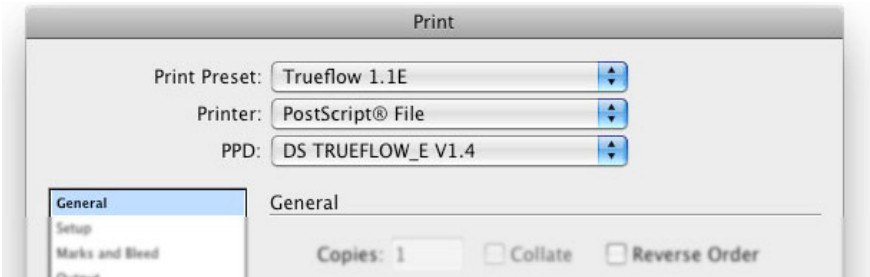 Print
Print Preset: Trueflow 1.1E
Printer: PostScript® File
PPD: DS TRUEFLOW_E V1.4
General
General
Setup
Marks and Bleed
Copies: 1 Collate Reverse Order